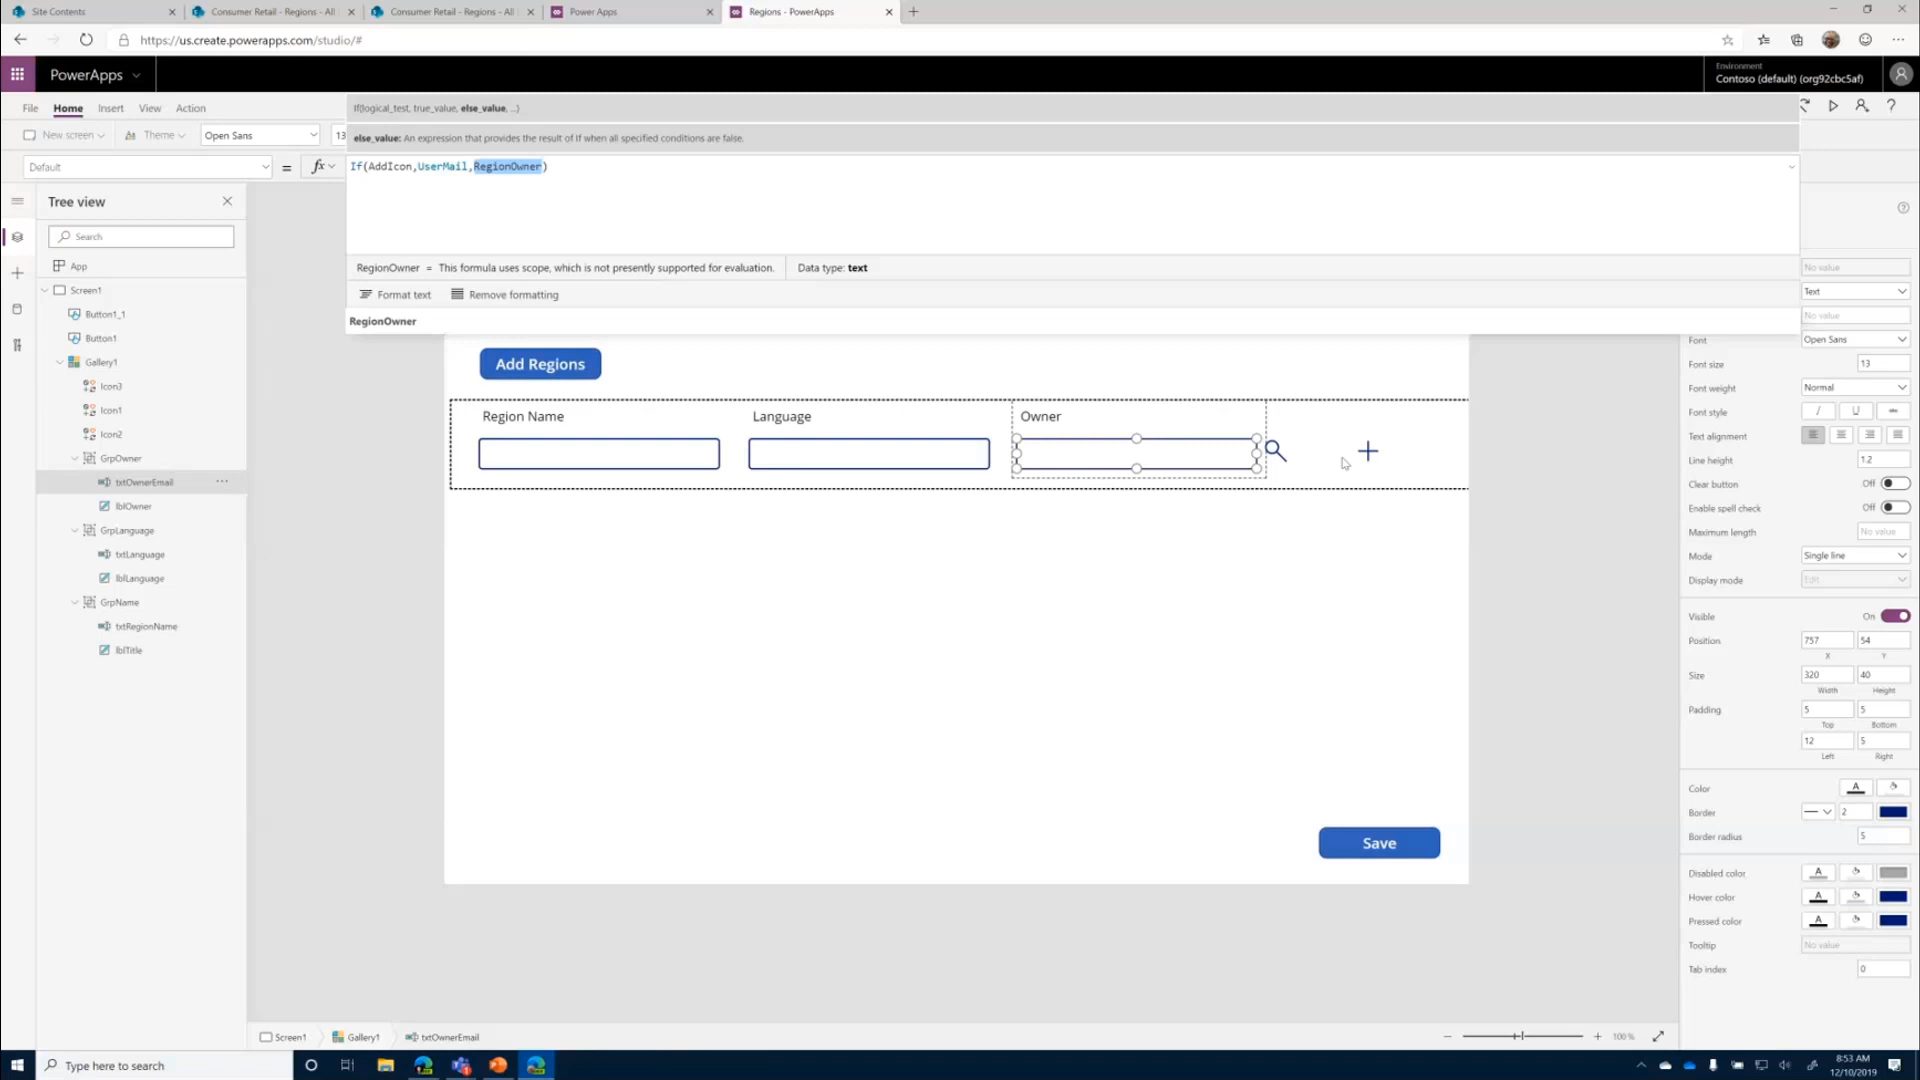 Site Contents
Consumer Retail - Regions - All
Consumer Retail - Regions - All
Power Apps
Regions - PowerApps
https://us.create.powerapps.com/studio/#
PowerApps
Environment
Contoso (default) (org92cbc5af)
File
Home
Insert
View
Action
If(logical_test, true_value, else_value, ...)
New screen
Theme
Open Sans
13
else_value: An expression that provides the result of If when all specified conditions are false.
Default
=
fx
If(AddIcon,UserMail,RegionOwner)
Tree view
Search
App
Screen1
Button1_1
Button1
Gallery1
Icon3
Icon1
Icon2
GrpOwner
txtOwnerEmail
lblOwner
GrpLanguage
txtLanguage
lblLanguage
GrpName
txtRegionName
lblTitle
RegionOwner = This formula uses scope, which is not presently supported for evaluation.
Data type: text
Format text
Remove formatting
RegionOwner
Add Regions
Region Name
Language
Owner
Save
No value
Text
No value
Font
Open Sans
Font size
13
Font weight
Normal
Font style
/
U
abc
Text alignment
Line height
1.2
Clear button
Off
Enable spell check
Off
Maximum length
No value
Mode
Single line
Display mode
Edit
Visible
On
Position
757
54
X
Y
Size
320
40
Width
Height
Padding
5
5
Top
Bottom
12
5
Left
Right
Color
A
Border
2
Border radius
5
Disabled color
A
Hover color
A
Pressed color
A
Tooltip
No value
Tab index
0
Screen1
Gallery1
txtOwnerEmail
100 %
Type here to search
8:53 AM
12/10/2019